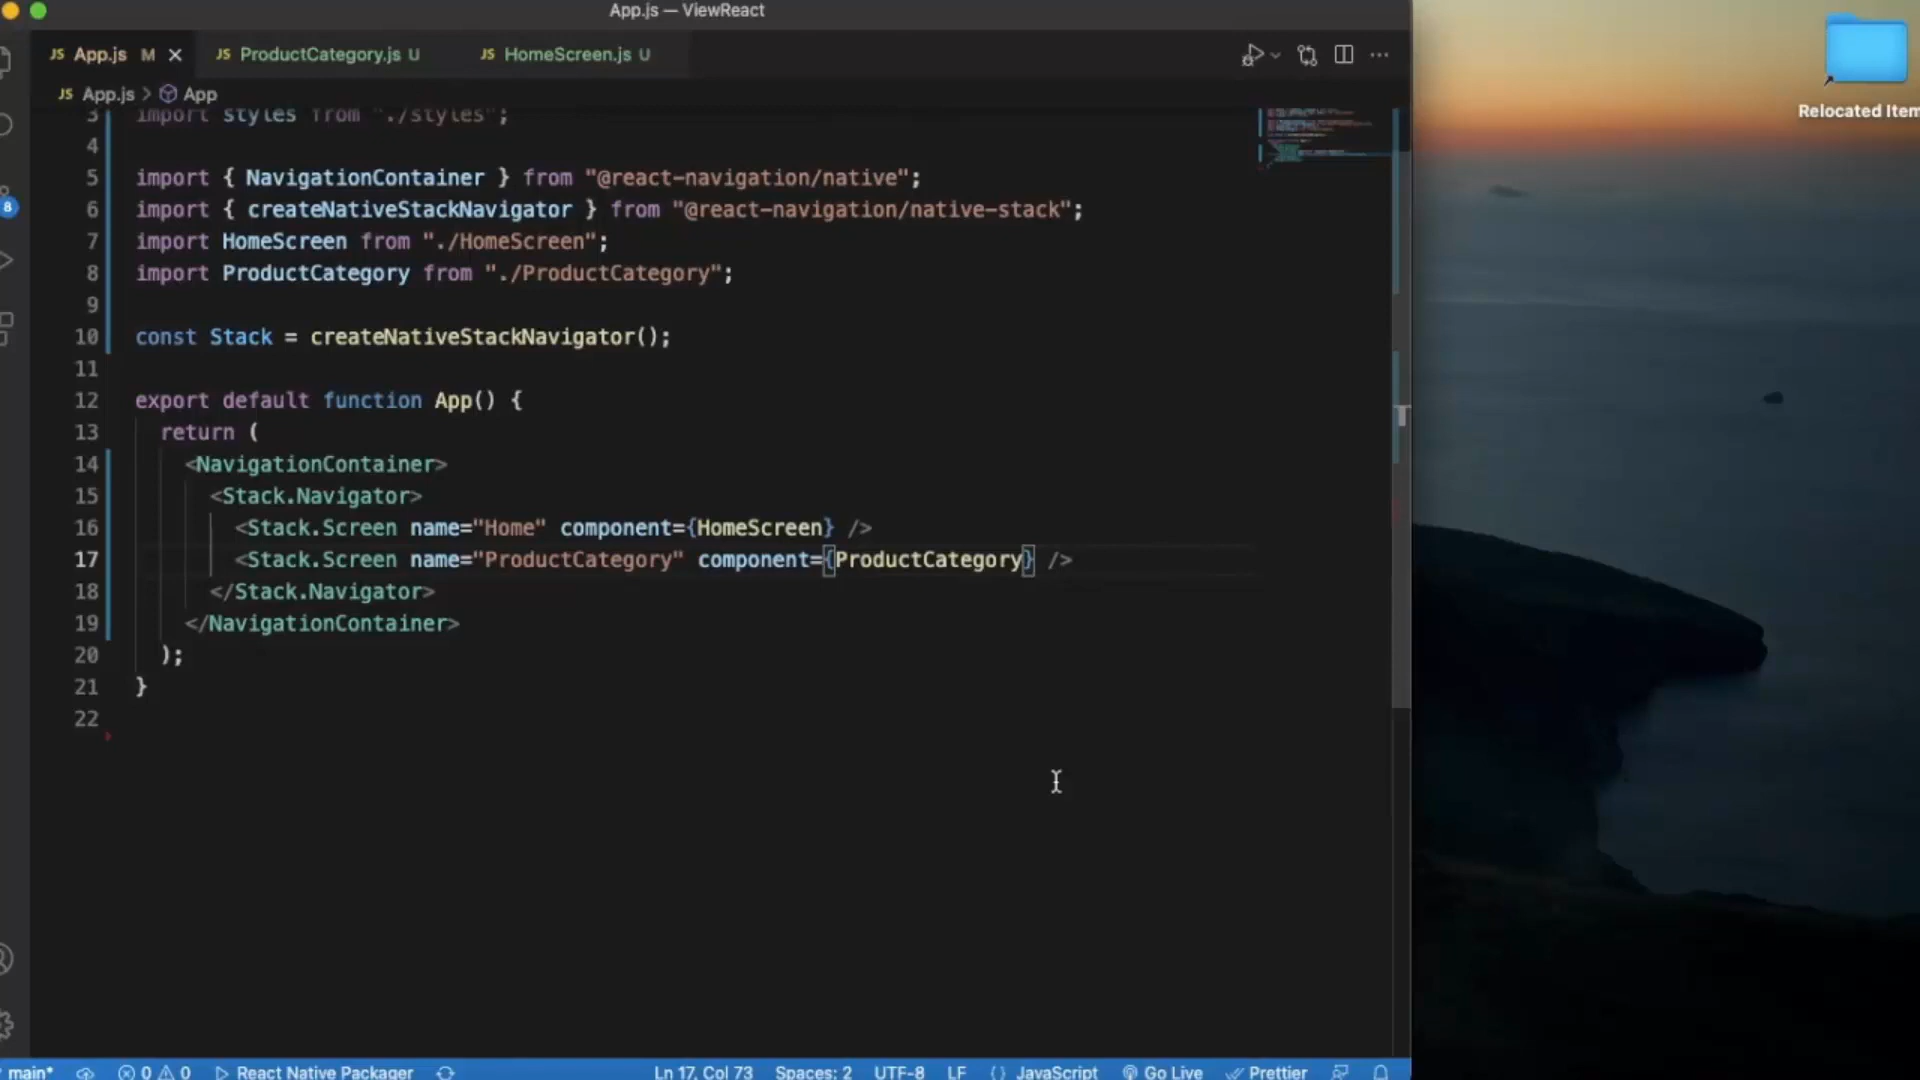 App.js — ViewReact
JS App.js M
JS ProductCategory.js U
JS HomeScreen.js U
JS App.js > App
Relocated Item
3 import styles from "./styles";
4
5 import { NavigationContainer } from "@react-navigation/native";
6 import { createNativeStackNavigator } from "@react-navigation/native-stack";
7 import HomeScreen from "./HomeScreen";
8 import ProductCategory from "./ProductCategory";
9
10 const Stack = createNativeStackNavigator();
11
12 export default function App() {
13 return (
14 <NavigationContainer>
15 <Stack.Navigator>
16 <Stack.Screen name="Home" component={HomeScreen} />
17 <Stack.Screen name="ProductCategory" component={ProductCategory} />
18 </Stack.Navigator>
19 </NavigationContainer>
20 );
21 }
22
8
main* 0 0 React Native Packager Ln 17, Col 73 Spaces: 2 UTF-8 LF {} JavaScript Go Live Prettier